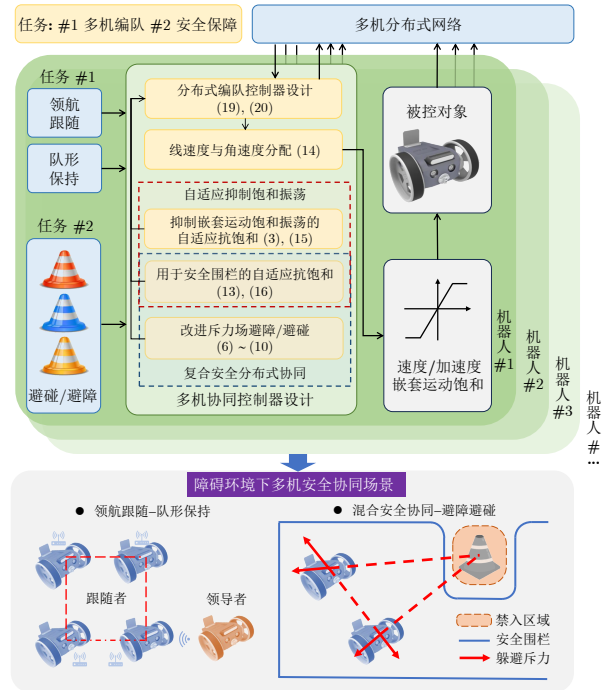 任务: #1 多机编队 #2 安全保障
多机分布式网络
任务 #1
领航
跟随
队形
保持
任务 #2
避碰/避障
分布式编队控制器设计
(19), (20)
线速度与角速度分配 (14)
自适应抑制饱和振荡
抑制嵌套运动饱和振荡的
自适应抗饱和 (3), (15)
用于安全围栏的自适应抗饱和
(13), (16)
改进斥力场避障/避碰
(6) ~ (10)
复合安全分布式协同
多机协同控制器设计
被控对象
速度/加速度
嵌套运动饱和
机器人
#1
机器人
#2
机器人
#3
机器人
#
...
障碍环境下多机安全协同场景
● 领航跟随–队形保持
跟随者
领导者
● 混合安全协同–避障避碰
禁入区域
安全围栏
躲避斥力